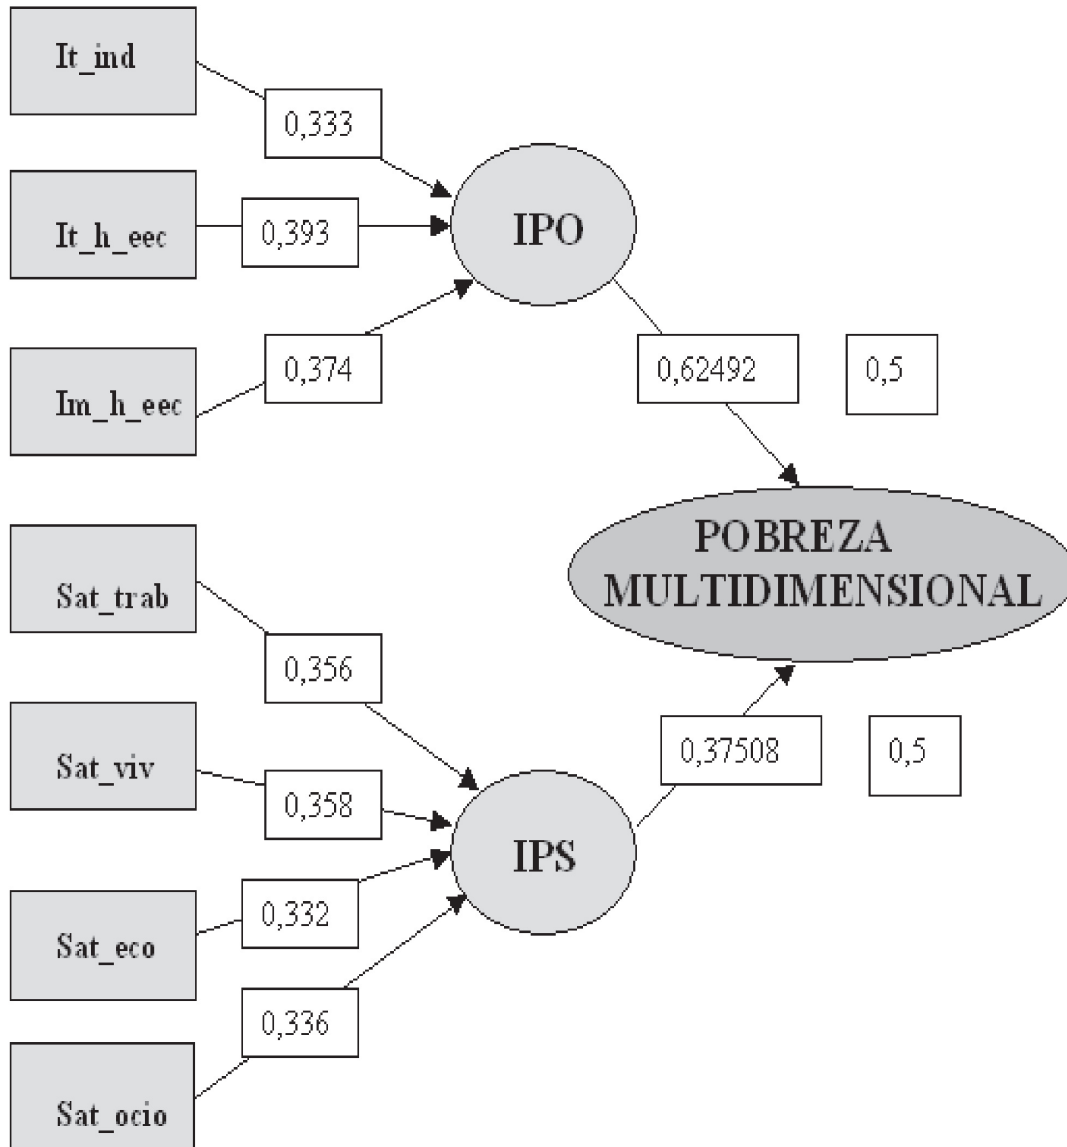 It_ind
0,333
It_h_eec
0,393
IPO
Im_h_eec
0,374
0,62492
0,5
POBREZA
MULTIDIMENSIONAL
Sat_trab
0,356
Sat_viv
0,358
0,37508
0,5
IPS
Sat_eco
0,332
Sat_ocio
0,336